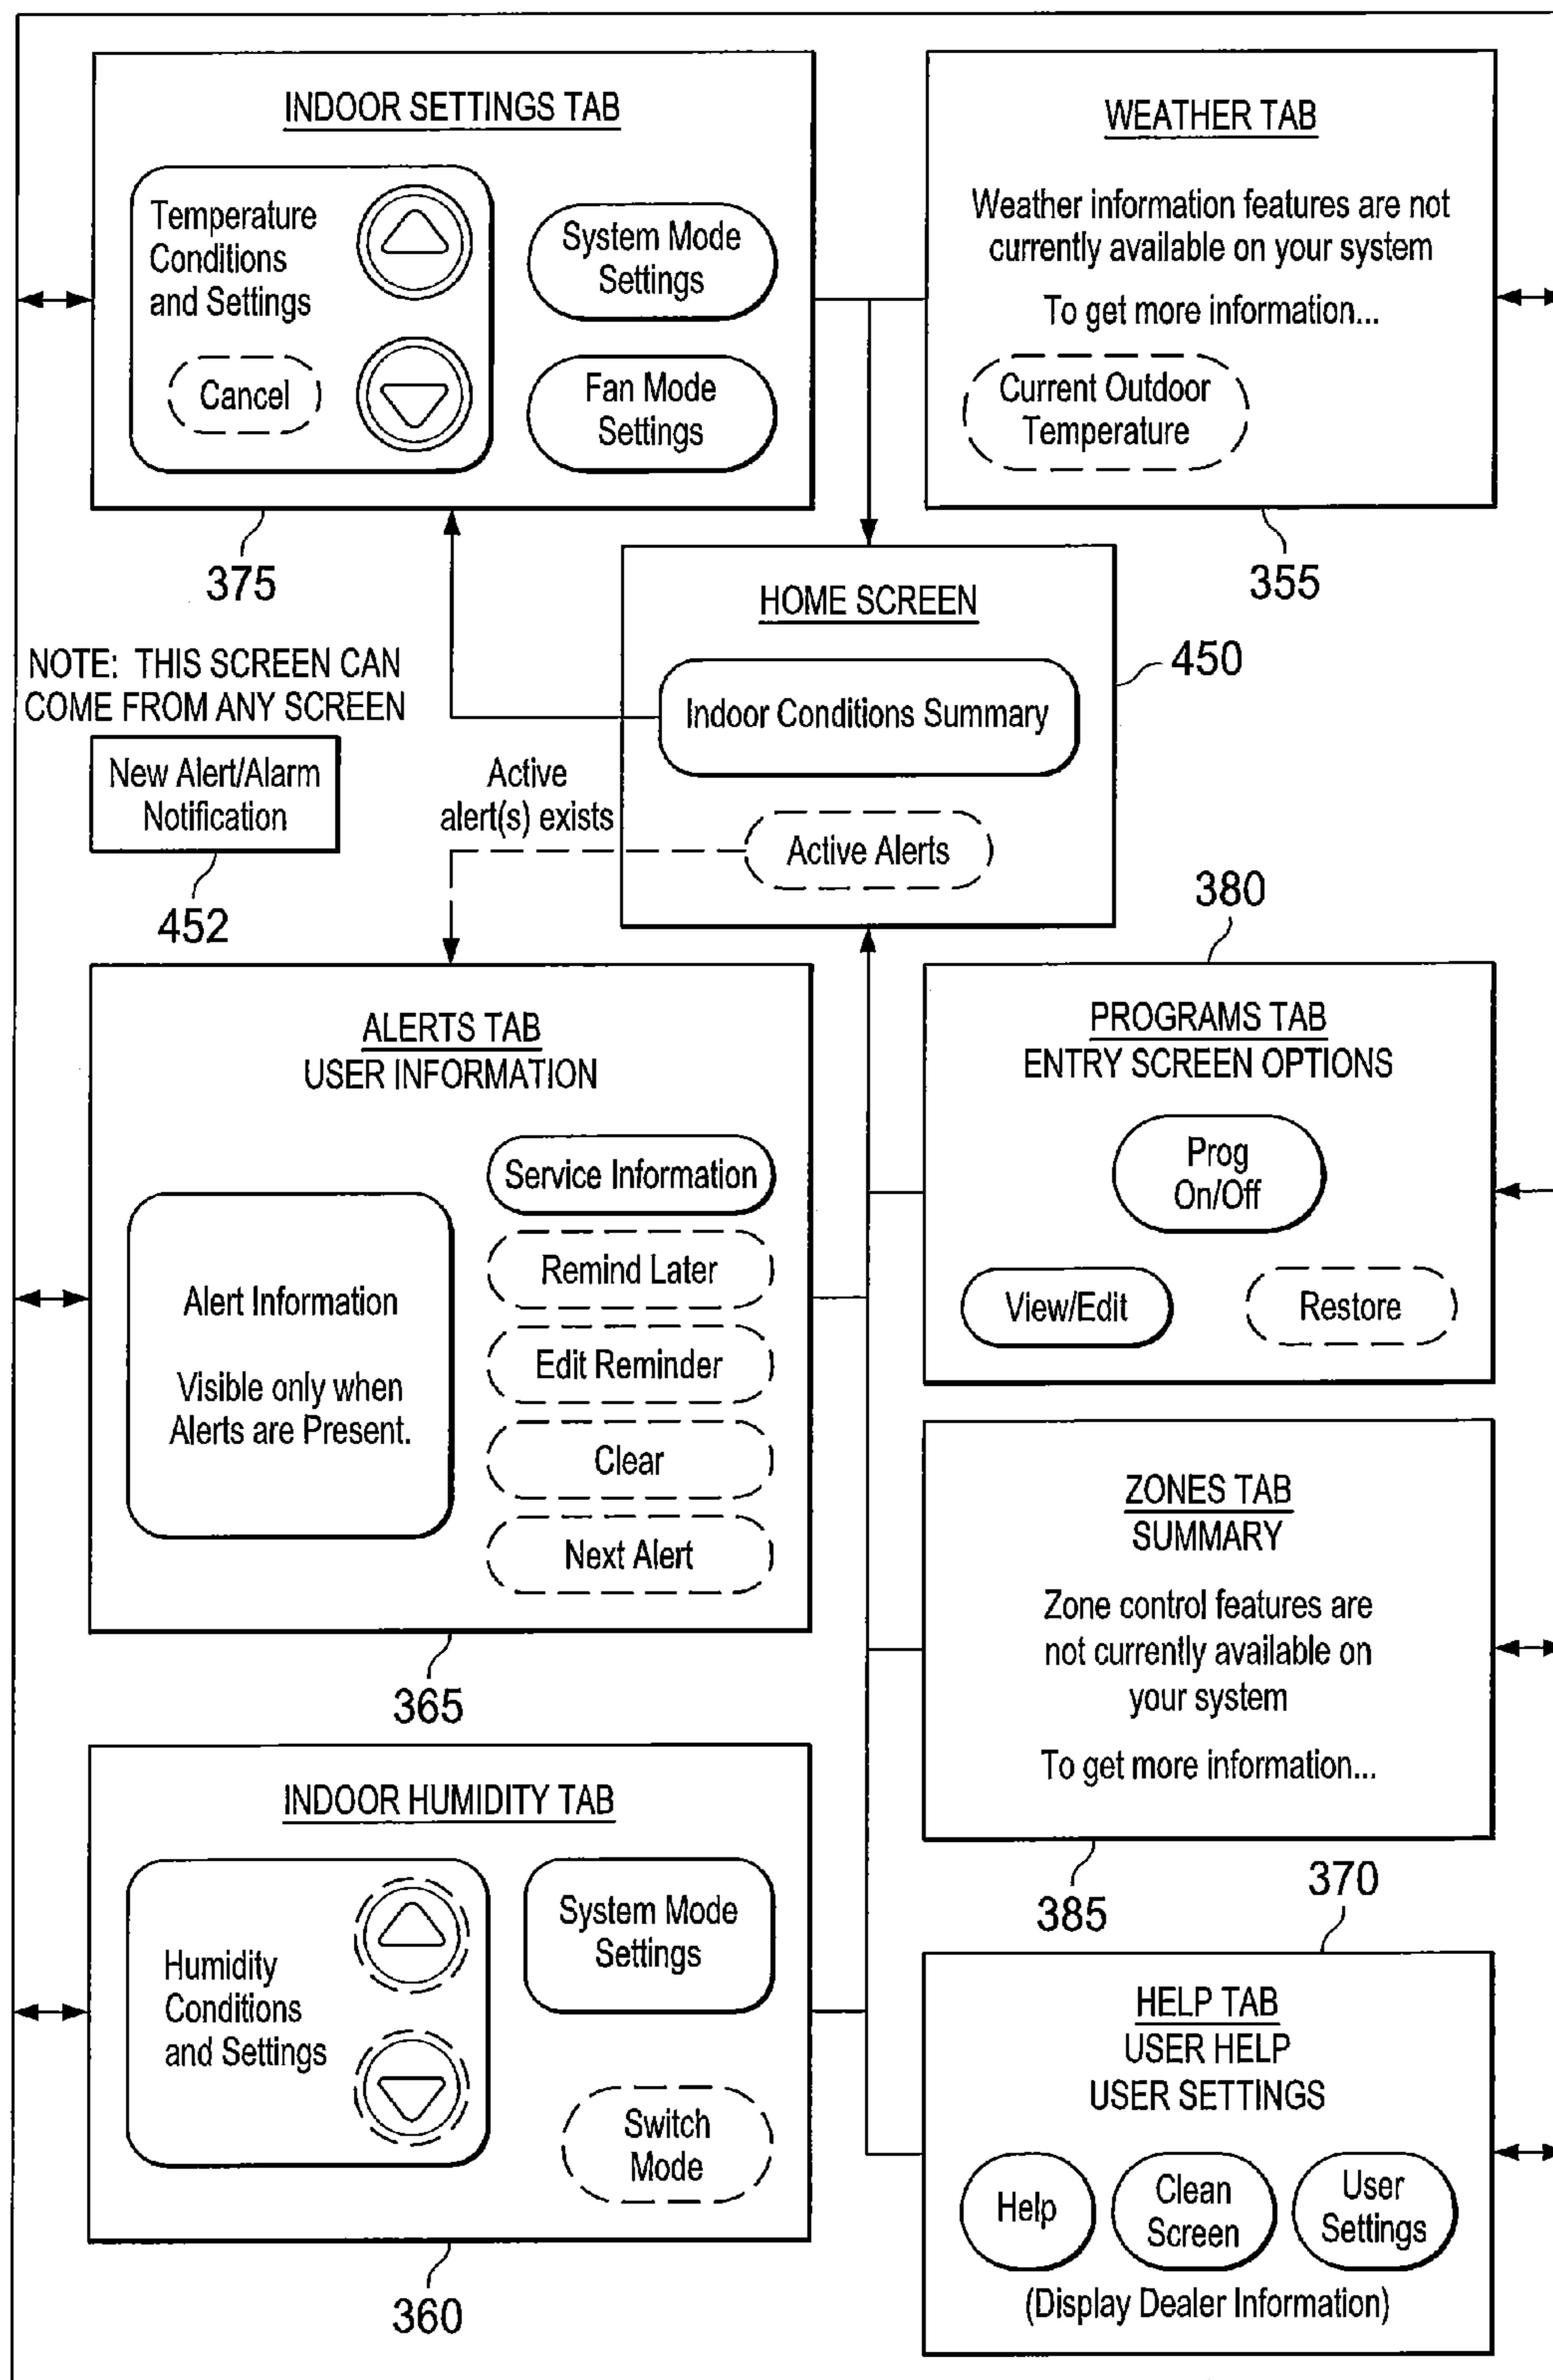 INDOOR SETTINGS TAB
Temperature
Conditions
and Settings
Cancel
System Mode
Settings
Fan Mode
Settings
375
WEATHER TAB
Weather information features are not
currently available on your system
To get more information...
Current Outdoor
Temperature
355
HOME SCREEN
Indoor Conditions Summary
Active Alerts
450
NOTE: THIS SCREEN CAN
COME FROM ANY SCREEN
New Alert/Alarm
Notification
452
Active
alert(s) exists
ALERTS TAB
USER INFORMATION
Alert Information
Visible only when
Alerts are Present.
Service Information
Remind Later
Edit Reminder
Clear
Next Alert
365
380
PROGRAMS TAB
ENTRY SCREEN OPTIONS
Prog
On/Off
View/Edit
Restore
ZONES TAB
SUMMARY
Zone control features are
not currently available on
your system
To get more information...
385
INDOOR HUMIDITY TAB
Humidity
Conditions
and Settings
System Mode
Settings
Switch
Mode
360
370
HELP TAB
USER HELP
USER SETTINGS
Help
Clean
Screen
User
Settings
(Display Dealer Information)